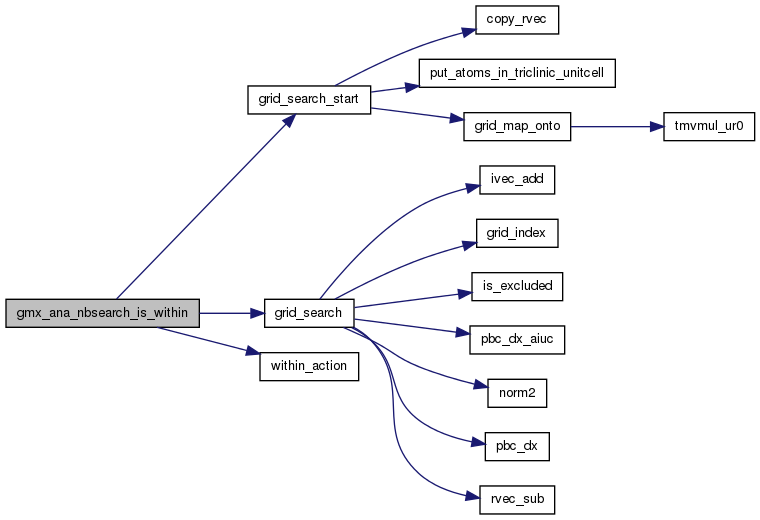 copy_rvec
put_atoms_in_triclinic_unitcell
grid_search_start
grid_map_onto
tmvmul_ur0
ivec_add
grid_index
is_excluded
gmx_ana_nbsearch_is_within
grid_search
pbc_dx_aiuc
within_action
norm2
pbc_dx
rvec_sub